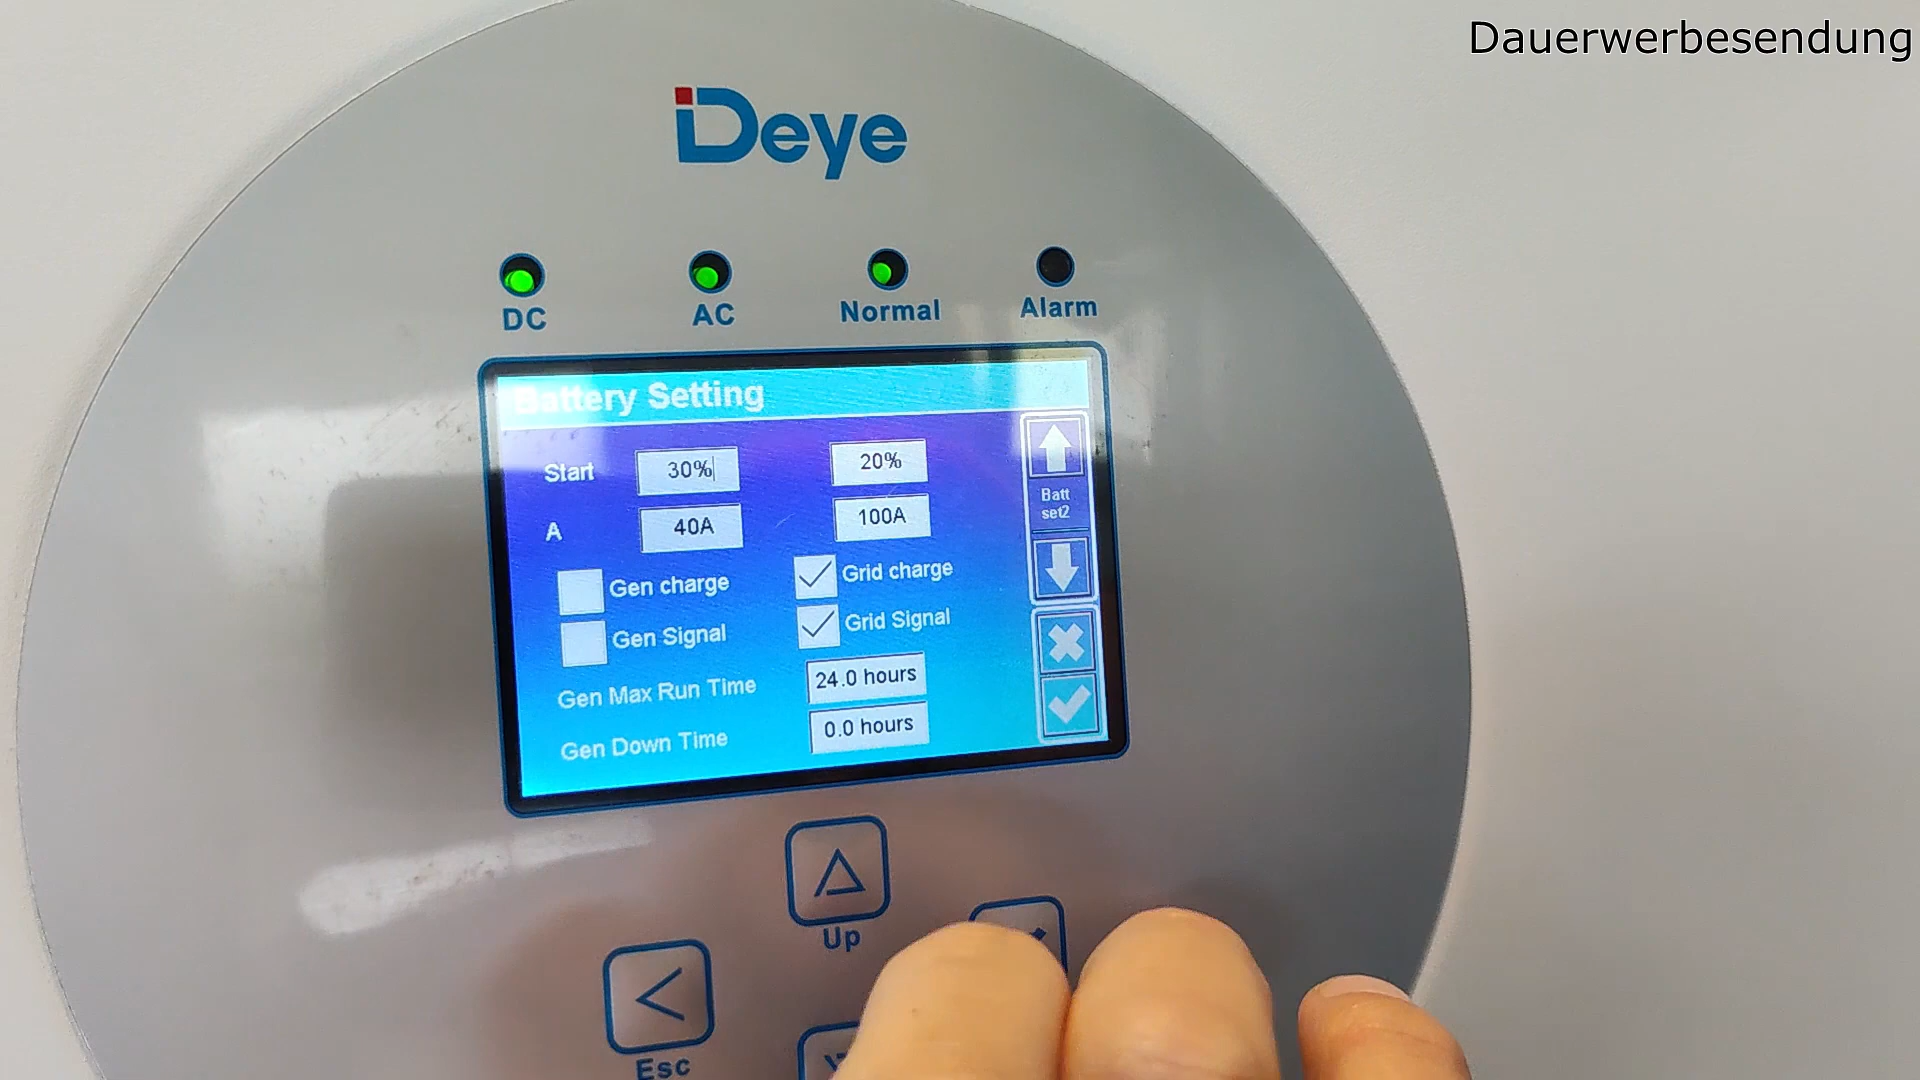 Dauerwerbesendung
Deye
DC AC Normal Alarm
Battery Setting
Start 30% 20%
A 40A 100A
Batt
set2
Gen charge Grid charge
Gen Signal Grid Signal
Gen Max Run Time 24.0 hours
Gen Down Time 0.0 hours
Up
Esc